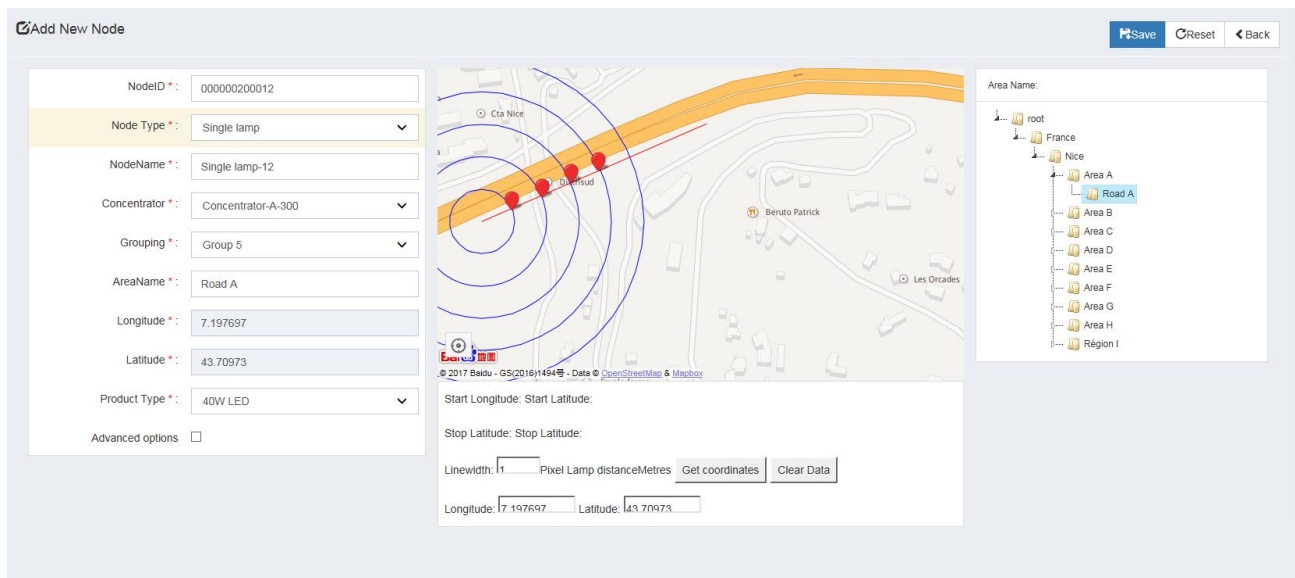 Add New Node
Save Reset Back
NodeID * : 000000200012
Node Type * : Single lamp
NodeName * : Single lamp-12
Concentrator * : Concentrator-A-300
Grouping * : Group 5
AreaName * : Road A
Longitude * : 7.197697
Latitude * : 43.70973
Product Type * : 40W LED
Advanced options
Cta Nice
Beruto Patrick
Les Orcades
© 2017 Baidu - GS(2016)1494号 - Data © OpenStreetMap & Mapbox
Start Longitude: Start Latitude:
Stop Latitude: Stop Latitude:
Linewidth: 1 Pixel Lamp distanceMetres Get coordinates Clear Data
Longitude: 7.197697 Latitude: 43.70973
Area Name:
root
France
Nice
Area A
Road A
Area B
Area C
Area D
Area E
Area F
Area G
Area H
Région I